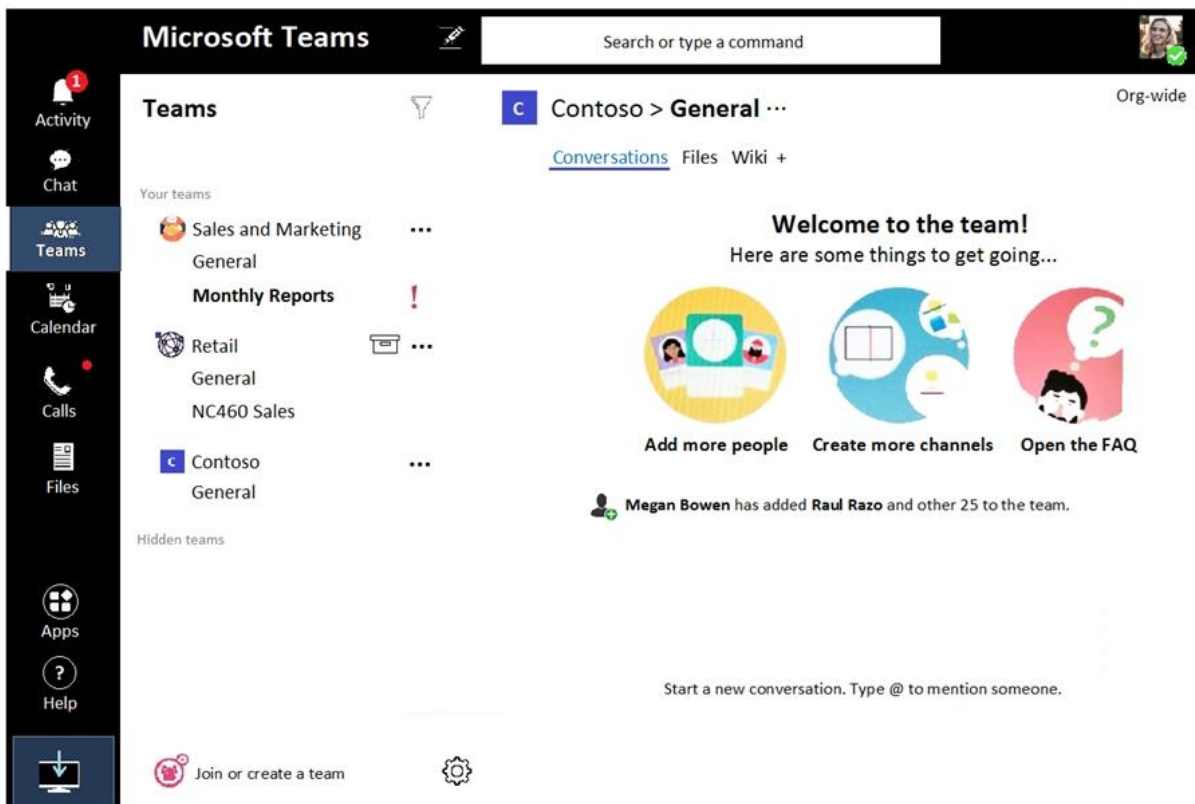 Microsoft Teams
Search or type a command
1
Activity
Chat
Teams
Calendar
Calls
Files
Apps
Help
Teams
Your teams
Sales and Marketing
General
Monthly Reports
Retail
General
NC460 Sales
C Contoso
General
Hidden teams
Join or create a team
C Contoso > General ...
Org-wide
Conversations Files Wiki +
Welcome to the team!
Here are some things to get going...
Add more people Create more channels Open the FAQ
Megan Bowen has added Raul Razo and other 25 to the team.
Start a new conversation. Type @ to mention someone.